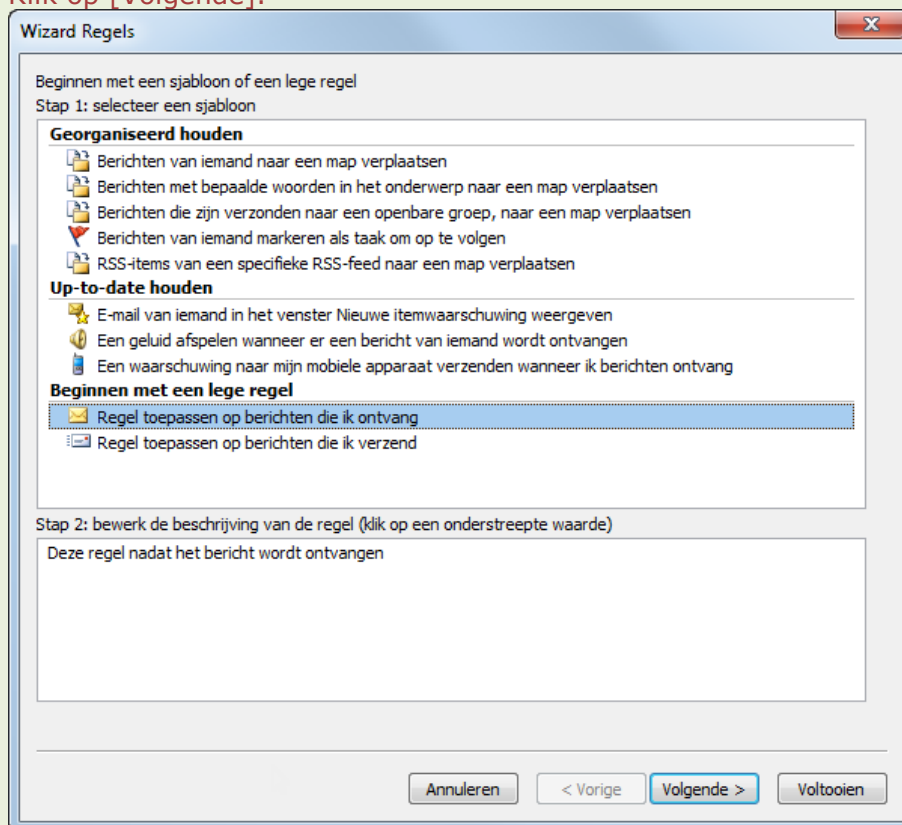 Klik op [Volgende].
Wizard Regels
Beginnen met een sjabloon of een lege regel
Stap 1: selecteer een sjabloon
Georganiseerd houden
Berichten van iemand naar een map verplaatsen
Berichten met bepaalde woorden in het onderwerp naar een map verplaatsen
Berichten die zijn verzonden naar een openbare groep, naar een map verplaatsen
Berichten van iemand markeren als taak om op te volgen
RSS-items van een specifieke RSS-feed naar een map verplaatsen
Up-to-date houden
E-mail van iemand in het venster Nieuwe itemwaarschuwing weergeven
Een geluid afspelen wanneer er een bericht van iemand wordt ontvangen
Een waarschuwing naar mijn mobiele apparaat verzenden wanneer ik berichten ontvang
Beginnen met een lege regel
Regel toepassen op berichten die ik ontvang
Regel toepassen op berichten die ik verzend
Stap 2: bewerk de beschrijving van de regel (klik op een onderstreepte waarde)
Deze regel nadat het bericht wordt ontvangen
Annuleren < Vorige Volgende > Voltooien